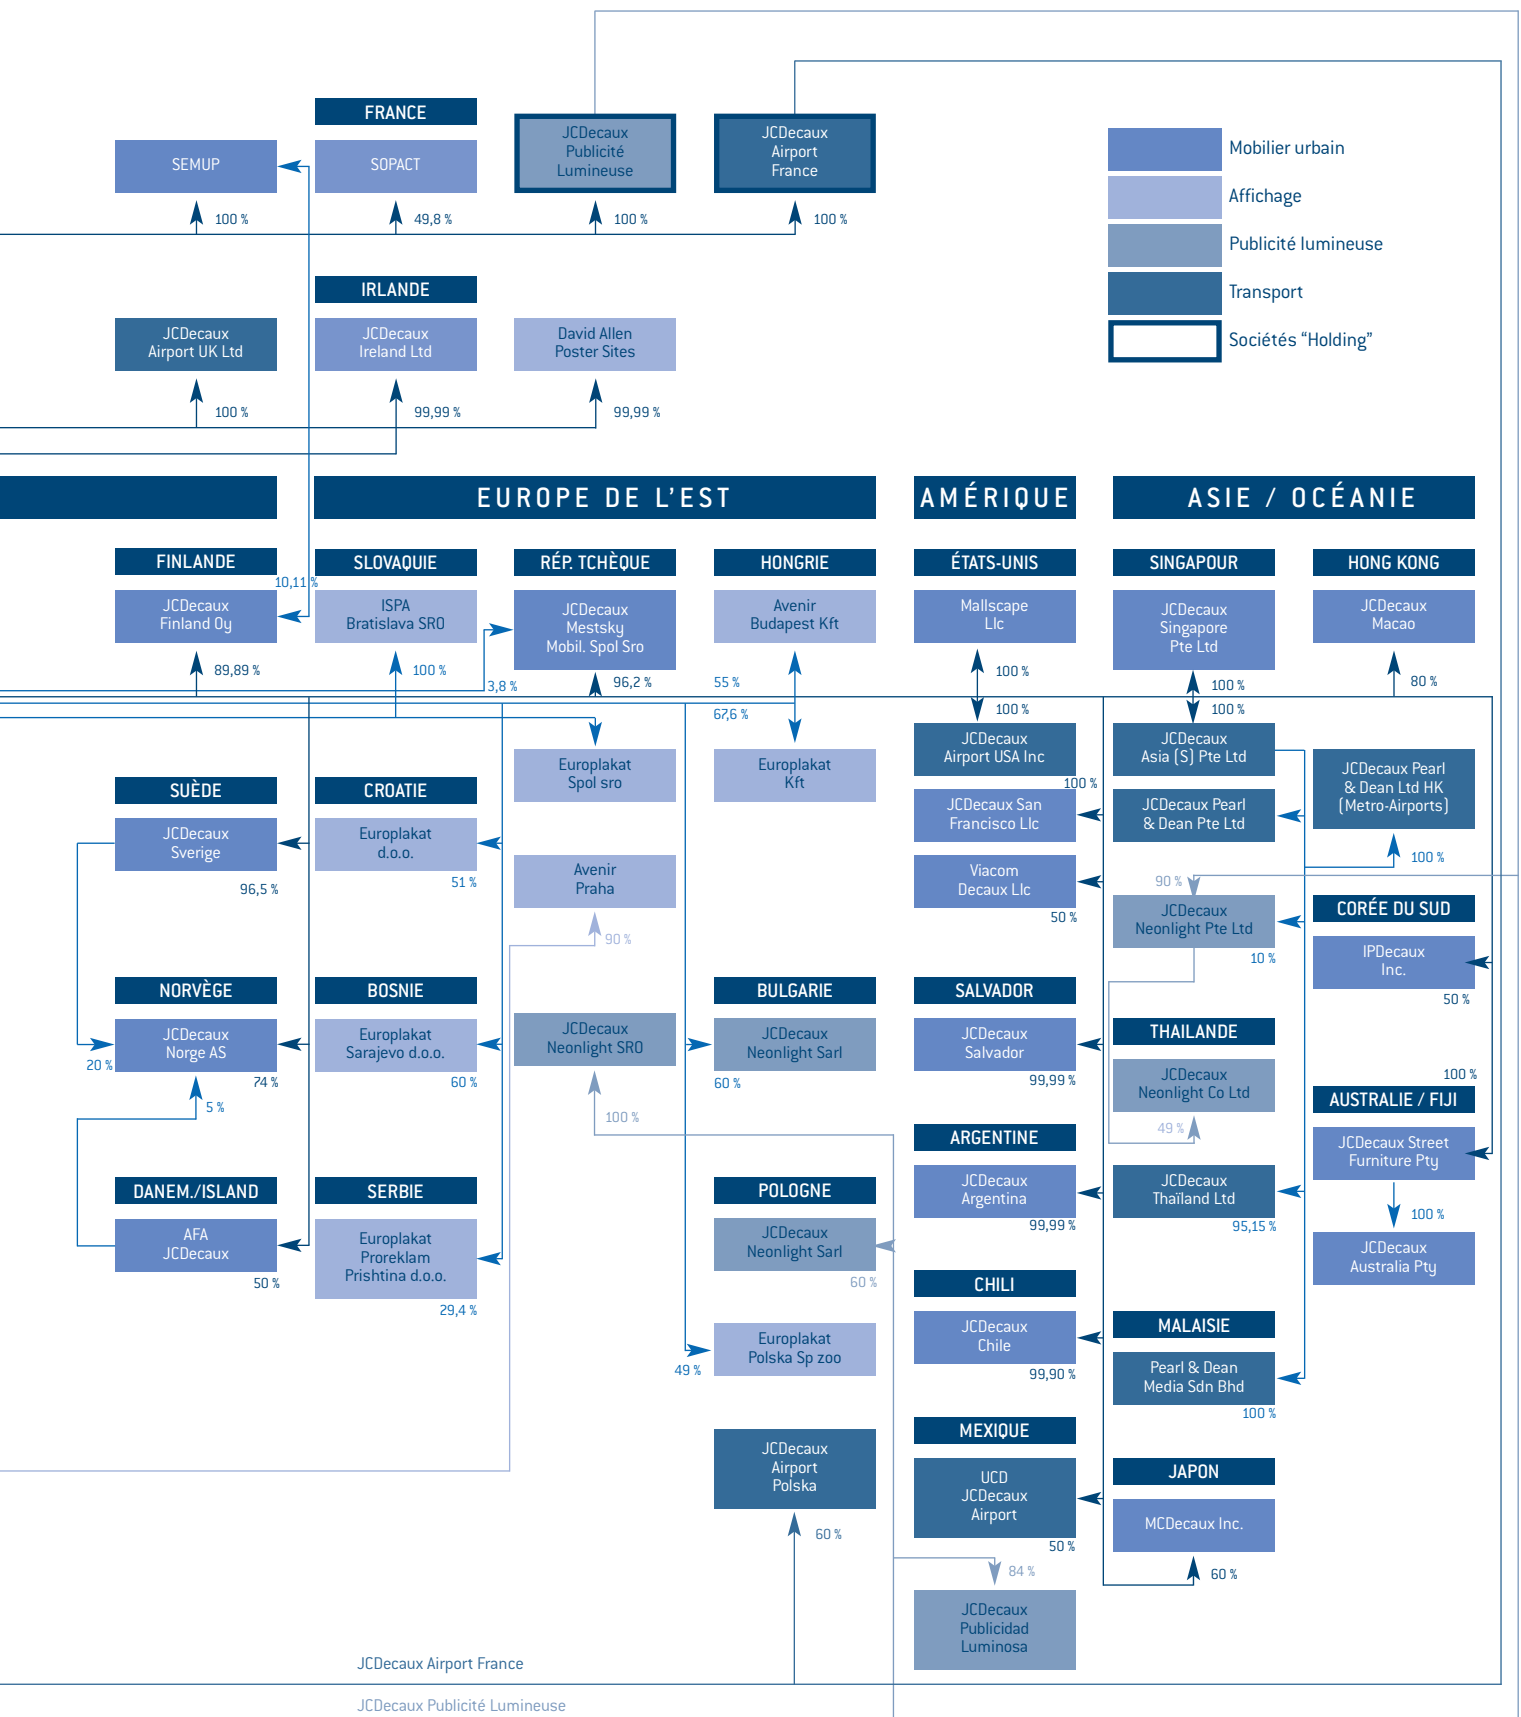 FRANCE
SEMUP
SOPACT
JCDecaux
Publicité
Lumineuse
JCDecaux
Airport
France
100 %
49,8 %
100 %
100 %
Mobilier urbain
Affichage
Publicité lumineuse
Transport
Sociétés “Holding”
IRLANDE
JCDecaux
Airport UK Ltd
JCDecaux
Ireland Ltd
David Allen
Poster Sites
100 %
99,99 %
99,99 %
EUROPE DE L’EST
AMÉRIQUE
ASIE / OCÉANIE
FINLANDE
10,11 %
JCDecaux
Finland Oy
89,89 %
SLOVAQUIE
ISPA
Bratislava SRO
100 %
RÉP. TCHÈQUE
JCDecaux
Mestsky
Mobil. Spol Sro
3,8 %
96,2 %
HONGRIE
Avenir
Budapest Kft
55 %
67,6 %
ÉTATS-UNIS
Mallscape
Llc
100 %
100 %
SINGAPOUR
JCDecaux
Singapore
Pte Ltd
100 %
100 %
HONG KONG
JCDecaux
Macao
80 %
Europlakat
Spol sro
Europlakat
Kft
JCDecaux
Airport USA Inc
100 %
JCDecaux
Asia (S) Pte Ltd
JCDecaux Pearl
& Dean Ltd HK
(Metro-Airports)
100 %
SUÈDE
JCDecaux
Sverige
96,5 %
CROATIE
Europlakat
d.o.o.
51 %
Avenir
Praha
90 %
JCDecaux San
Francisco Llc
Viacom
Decaux Llc
50 %
JCDecaux Pearl
& Dean Pte Ltd
90 %
JCDecaux
Neonlight Pte Ltd
10 %
CORÉE DU SUD
IPDecaux
Inc.
50 %
NORVÈGE
JCDecaux
Norge AS
20 %
74 %
5 %
BOSNIE
Europlakat
Sarajevo d.o.o.
60 %
JCDecaux
Neonlight SRO
100 %
BULGARIE
JCDecaux
Neonlight Sarl
60 %
SALVADOR
JCDecaux
Salvador
99,99 %
THAILANDE
JCDecaux
Neonlight Co Ltd
49 %
100 %
AUSTRALIE / FIJI
JCDecaux Street
Furniture Pty
100 %
JCDecaux
Australia Pty
DANEM./ISLAND
AFA
JCDecaux
50 %
SERBIE
Europlakat
Proreklam
Prishtina d.o.o.
29,4 %
POLOGNE
JCDecaux
Neonlight Sarl
60 %
Europlakat
Polska Sp zoo
49 %
JCDecaux
Airport
Polska
60 %
ARGENTINE
JCDecaux
Argentina
99,99 %
JCDecaux
Thaïland Ltd
95,15 %
CHILI
JCDecaux
Chile
99,90 %
MALAISIE
Pearl & Dean
Media Sdn Bhd
100 %
MEXIQUE
UCD
JCDecaux
Airport
50 %
84 %
JCDecaux
Publicidad
Luminosa
JAPON
MCDecaux Inc.
60 %
JCDecaux Airport France
JCDecaux Publicité Lumineuse